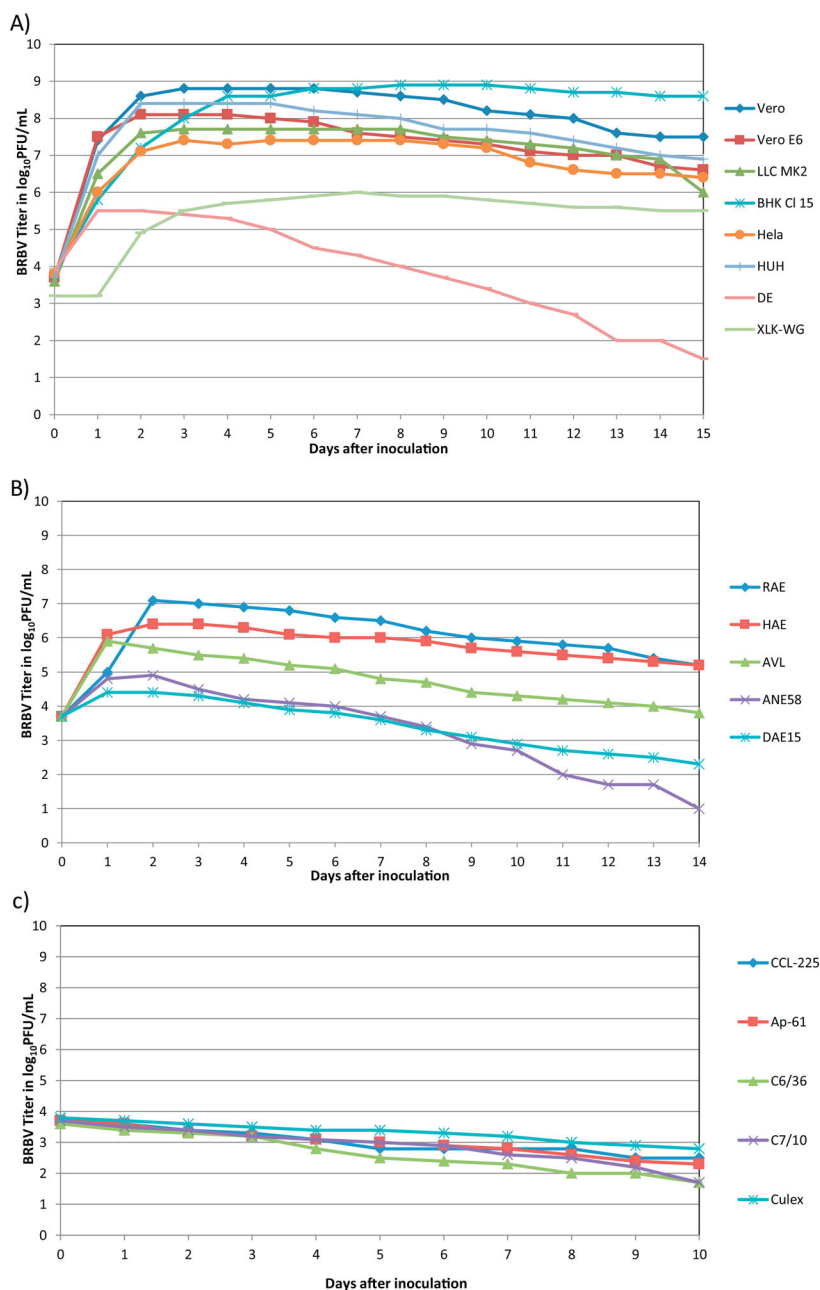 A)
10
9
8
7
6
5
4
3
2
1
0
BRBV Titer in log10PFU/mL
0 1 2 3 4 5 6 7 8 9 10 11 12 13 14 15
Days after inoculation
Vero
Vero E6
LLC MK2
BHK Cl 15
Hela
HUH
DE
XLK-WG
B)
10
9
8
7
6
5
4
3
2
1
0
BRBV Titer in log10PFU/mL
0 1 2 3 4 5 6 7 8 9 10 11 12 13 14
Days after inoculation
RAE
HAE
AVL
ANE58
DAE15
c)
10
9
8
7
6
5
4
3
2
1
0
BRBV Titer in log10PFU/mL
0 1 2 3 4 5 6 7 8 9 10
Days after inoculation
CCL-225
Ap-61
C6/36
C7/10
Culex